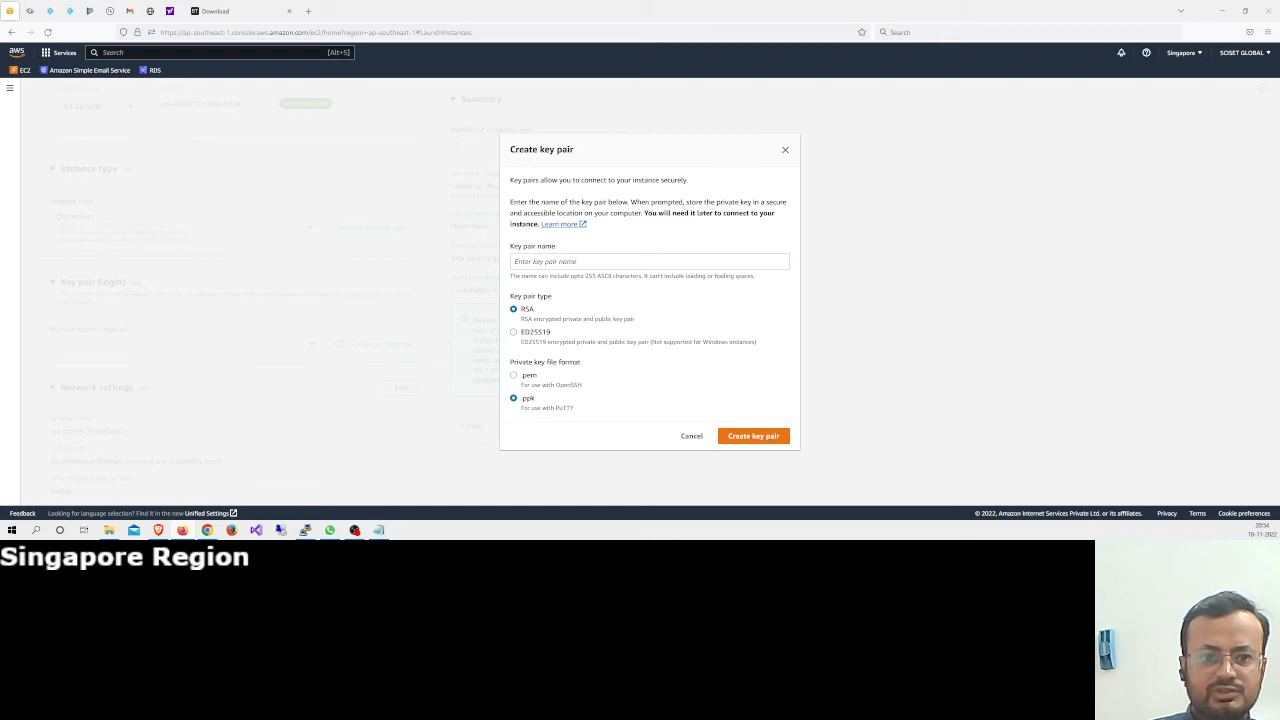 Download
https://ap-southeast-1.console.aws.amazon.com/ec2/home?region=ap-southeast-1#LaunchInstances:
Search
aws
Services
Search
[Alt+S]
Singapore
SCISET GLOBAL
EC2
Amazon Simple Email Service
RDS
Summary
Instance type
Instance type
Key pair (login)
Key pair name - required
Network settings
Edit
Create key pair
Key pairs allow you to connect to your instance securely.
Enter the name of the key pair below. When prompted, store the private key in a secure
and accessible location on your computer. You will need it later to connect to your
instance. Learn more
Key pair name
Enter key pair name
The name can include upto 255 ASCII characters. It can't include leading or trailing spaces.
Key pair type
RSA
RSA encrypted private and public key pair
ED25519
ED25519 encrypted private and public key pair (Not supported for Windows instances)
Private key file format
.pem
For use with OpenSSH
.ppk
For use with PuTTY
Cancel
Create key pair
Feedback
Looking for language selection? Find it in the new Unified Settings
© 2022, Amazon Internet Services Private Ltd. or its affiliates.
Privacy
Terms
Cookie preferences
20:54
18-11-2022
Singapore Region